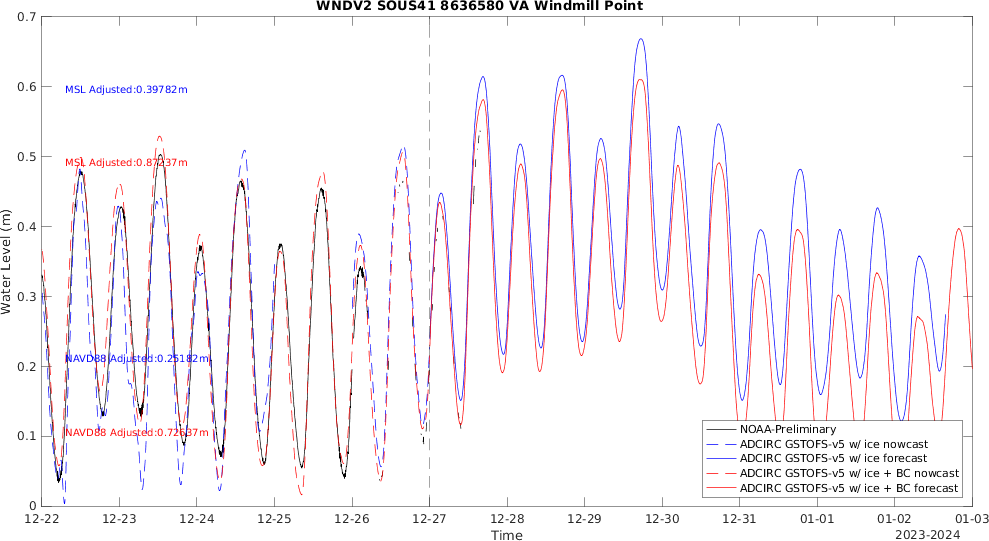 WNDV2 SOUS41 8636580 VA Windmill Point
0.7
0.6
0.5
0.4
0.3
0.2
0.1
0
Water Level (m)
MSL Adjusted:0.39782m
MSL Adjusted:0.87237m
NAVD88 Adjusted:0.25182m
NAVD88 Adjusted:0.72637m
NOAA-Preliminary
ADCIRC GSTOFS-v5 w/ ice nowcast
ADCIRC GSTOFS-v5 w/ ice forecast
ADCIRC GSTOFS-v5 w/ ice + BC nowcast
ADCIRC GSTOFS-v5 w/ ice + BC forecast
12-22 12-23 12-24 12-25 12-26 12-27 12-28 12-29 12-30 12-31 01-01 01-02 01-03
Time
2023-2024